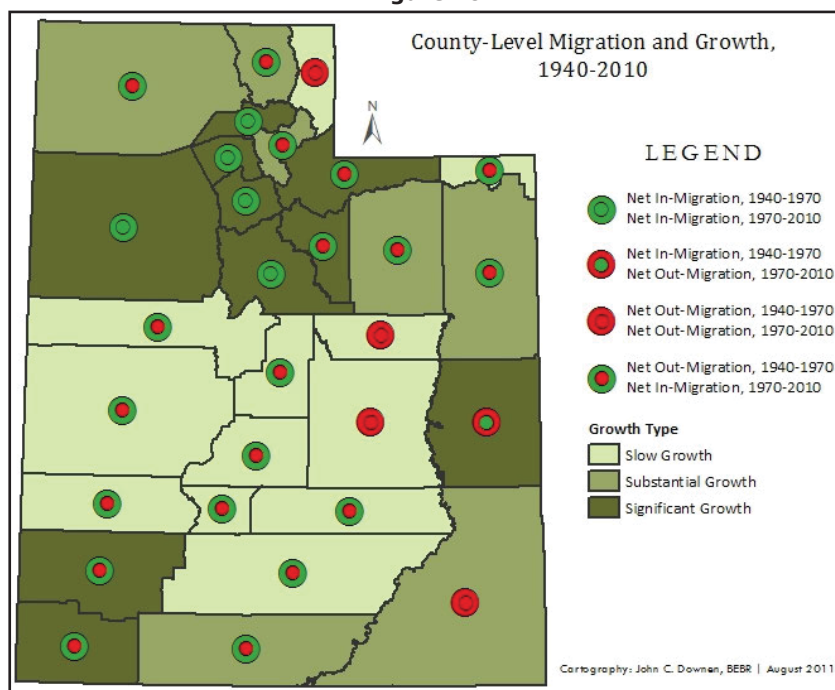 County-Level Migration and Growth,
1940-2010
N
LEGEND
Net In-Migration, 1940-1970
Net In-Migration, 1970-2010
Net In-Migration, 1940-1970
Net Out-Migration, 1970-2010
Net Out-Migration, 1940-1970
Net Out-Migration, 1970-2010
Net Out-Migration, 1940-1970
Net In-Migration, 1970-2010
Growth Type
Slow Growth
Substantial Growth
Significant Growth
Cartography: John C. Downen, BEBR | August 2011